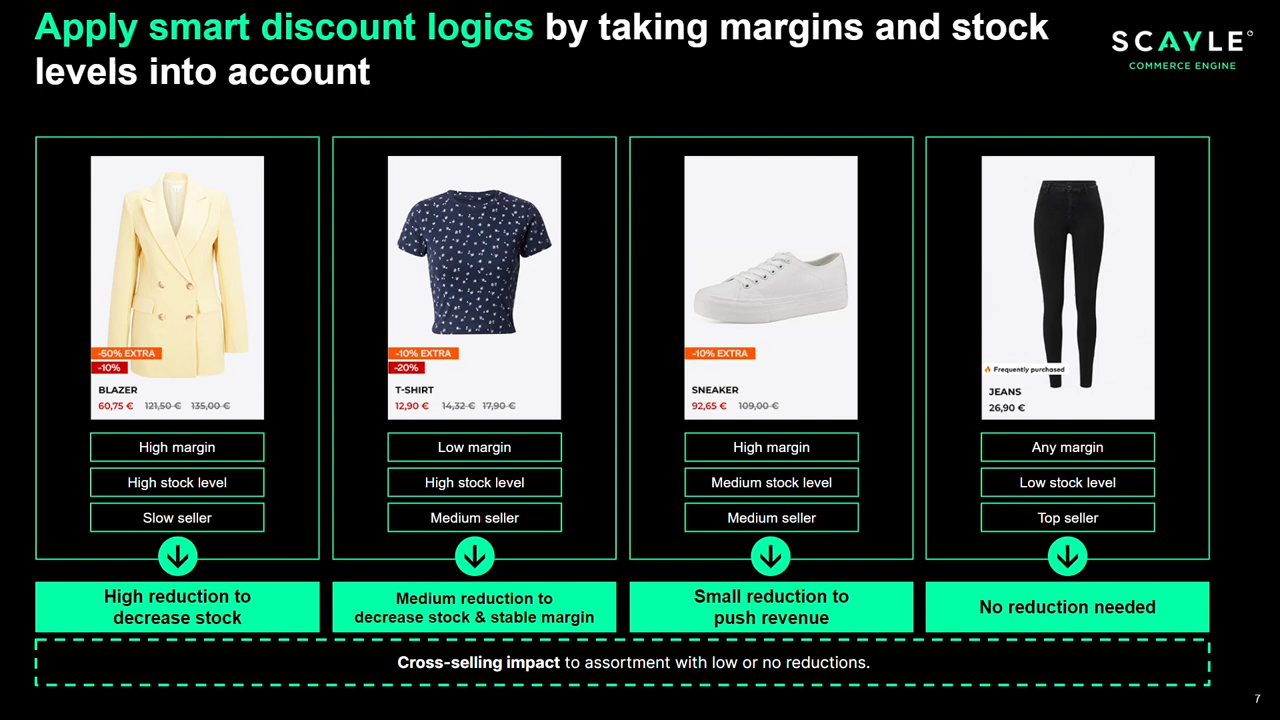 Apply smart discount logics by taking margins and stock
levels into account
SCAYLE
COMMERCE ENGINE
-50% EXTRA
-10%
BLAZER
60,75 € 121,50 € 135,00 €
High margin
High stock level
Slow seller
High reduction to
decrease stock
-10% EXTRA
-20%
T-SHIRT
12,90 € 14,32 € 17,90 €
Low margin
High stock level
Medium seller
Medium reduction to
decrease stock & stable margin
-10% EXTRA
SNEAKER
92,65 € 109,00 €
High margin
Medium stock level
Medium seller
Small reduction to
push revenue
Frequently purchased
JEANS
26,90 €
Any margin
Low stock level
Top seller
No reduction needed
Cross-selling impact to assortment with low or no reductions.
7